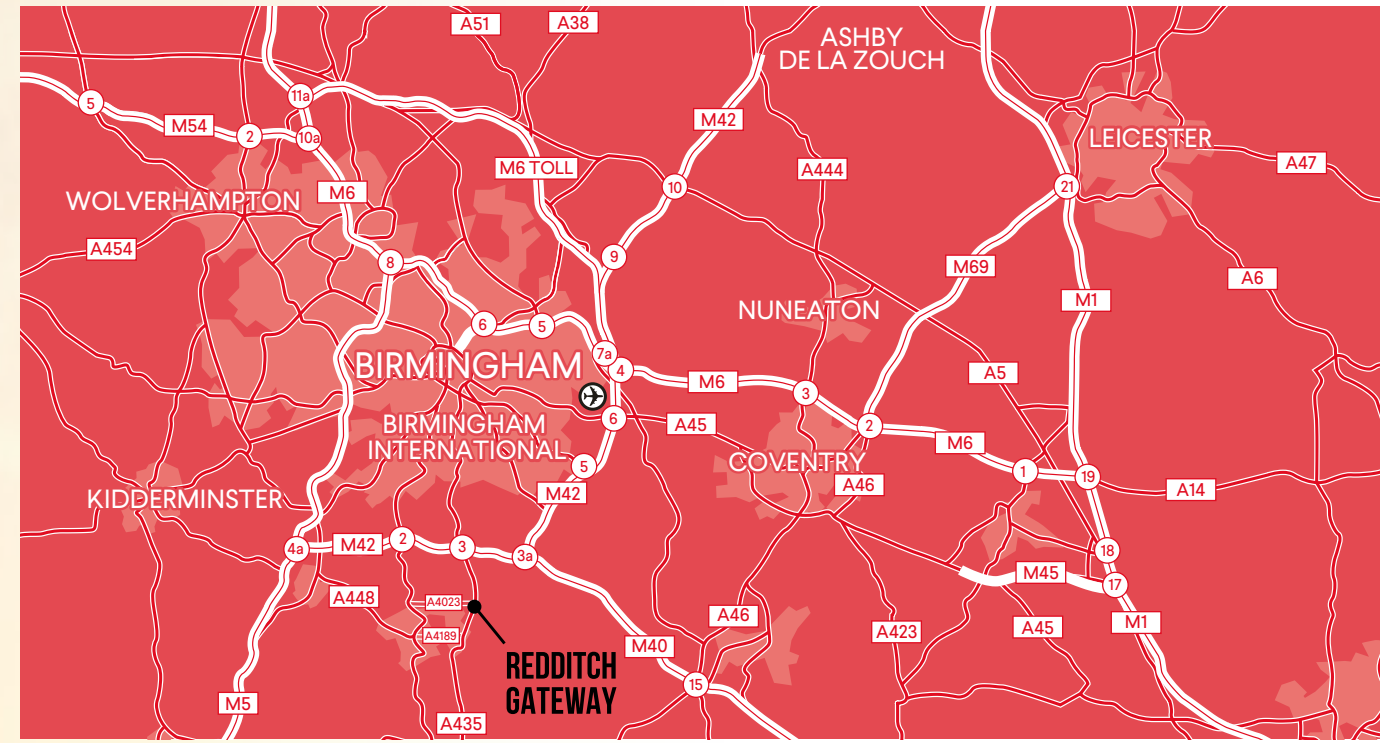 A51
A38
ASHBY
DE LA ZOUCH
11a
5
M54
2
10a
M42
LEICESTER
A47
M6 TOLL
A444
10
21
WOLVERHAMPTON
M6
A454
8
9
M69
A6
NUNEATON
M1
6
5
7a
4
BIRMINGHAM
M6
3
A5
6
A45
2
BIRMINGHAM
INTERNATIONAL
M6
5
COVENTRY
1
19
A46
A14
KIDDERMINSTER
M42
4a
M42
2
3
3a
18
M45
17
A448
A4023
A4189
A46
A423
A45
M1
M40
REDDITCH
GATEWAY
15
M5
A435